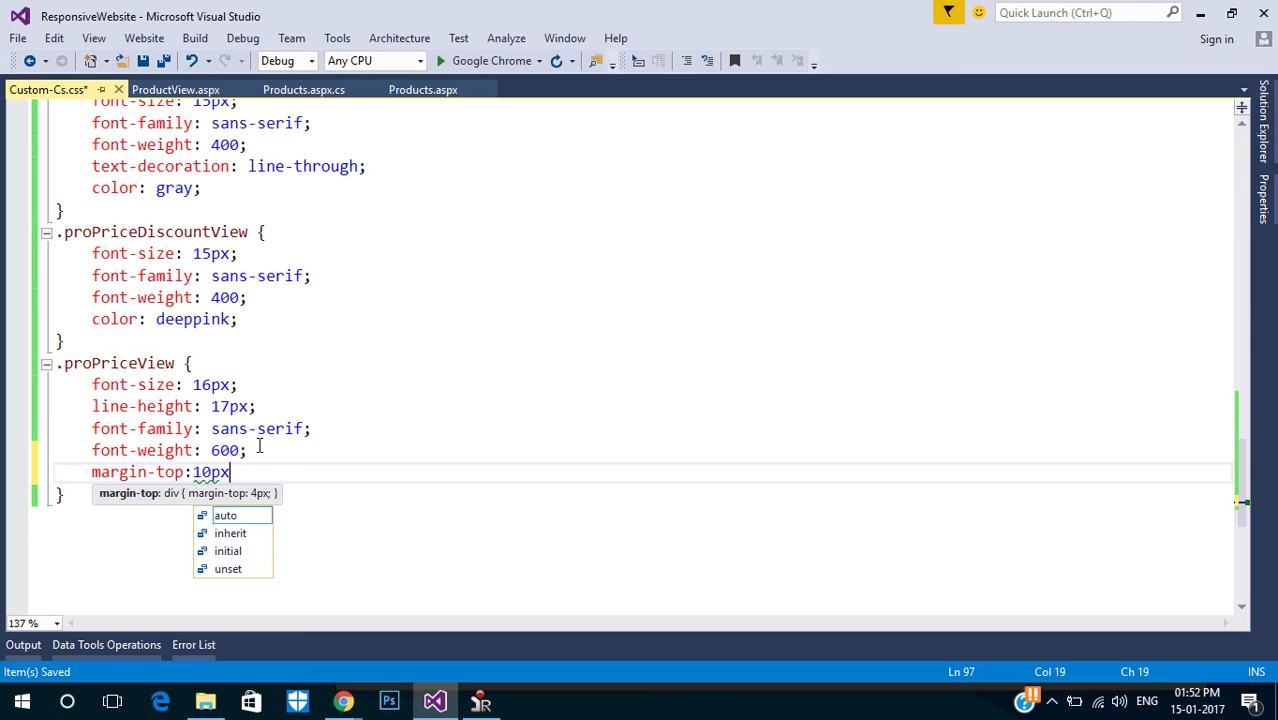 ResponsiveWebsite - Microsoft Visual Studio
Quick Launch (Ctrl+Q)
File Edit View Website Build Debug Team Tools Architecture Test Analyze Window Help
Sign in
Debug Any CPU Google Chrome
Custom-Cs.css* ProductView.aspx Products.aspx.cs Products.aspx
Solution Explorer
Properties
font-size: 15px;
font-family: sans-serif;
font-weight: 400;
text-decoration: line-through;
color: gray;
}
.proPriceDiscountView {
font-size: 15px;
font-family: sans-serif;
font-weight: 400;
color: deeppink;
}
.proPriceView {
font-size: 16px;
line-height: 17px;
font-family: sans-serif;
font-weight: 600;
margin-top:10px
}
margin-top: div { margin-top: 4px; }
auto
inherit
initial
unset
137 %
Output Data Tools Operations Error List
Item(s) Saved Ln 97 Col 19 Ch 19 INS
ENG 01:52 PM
15-01-2017